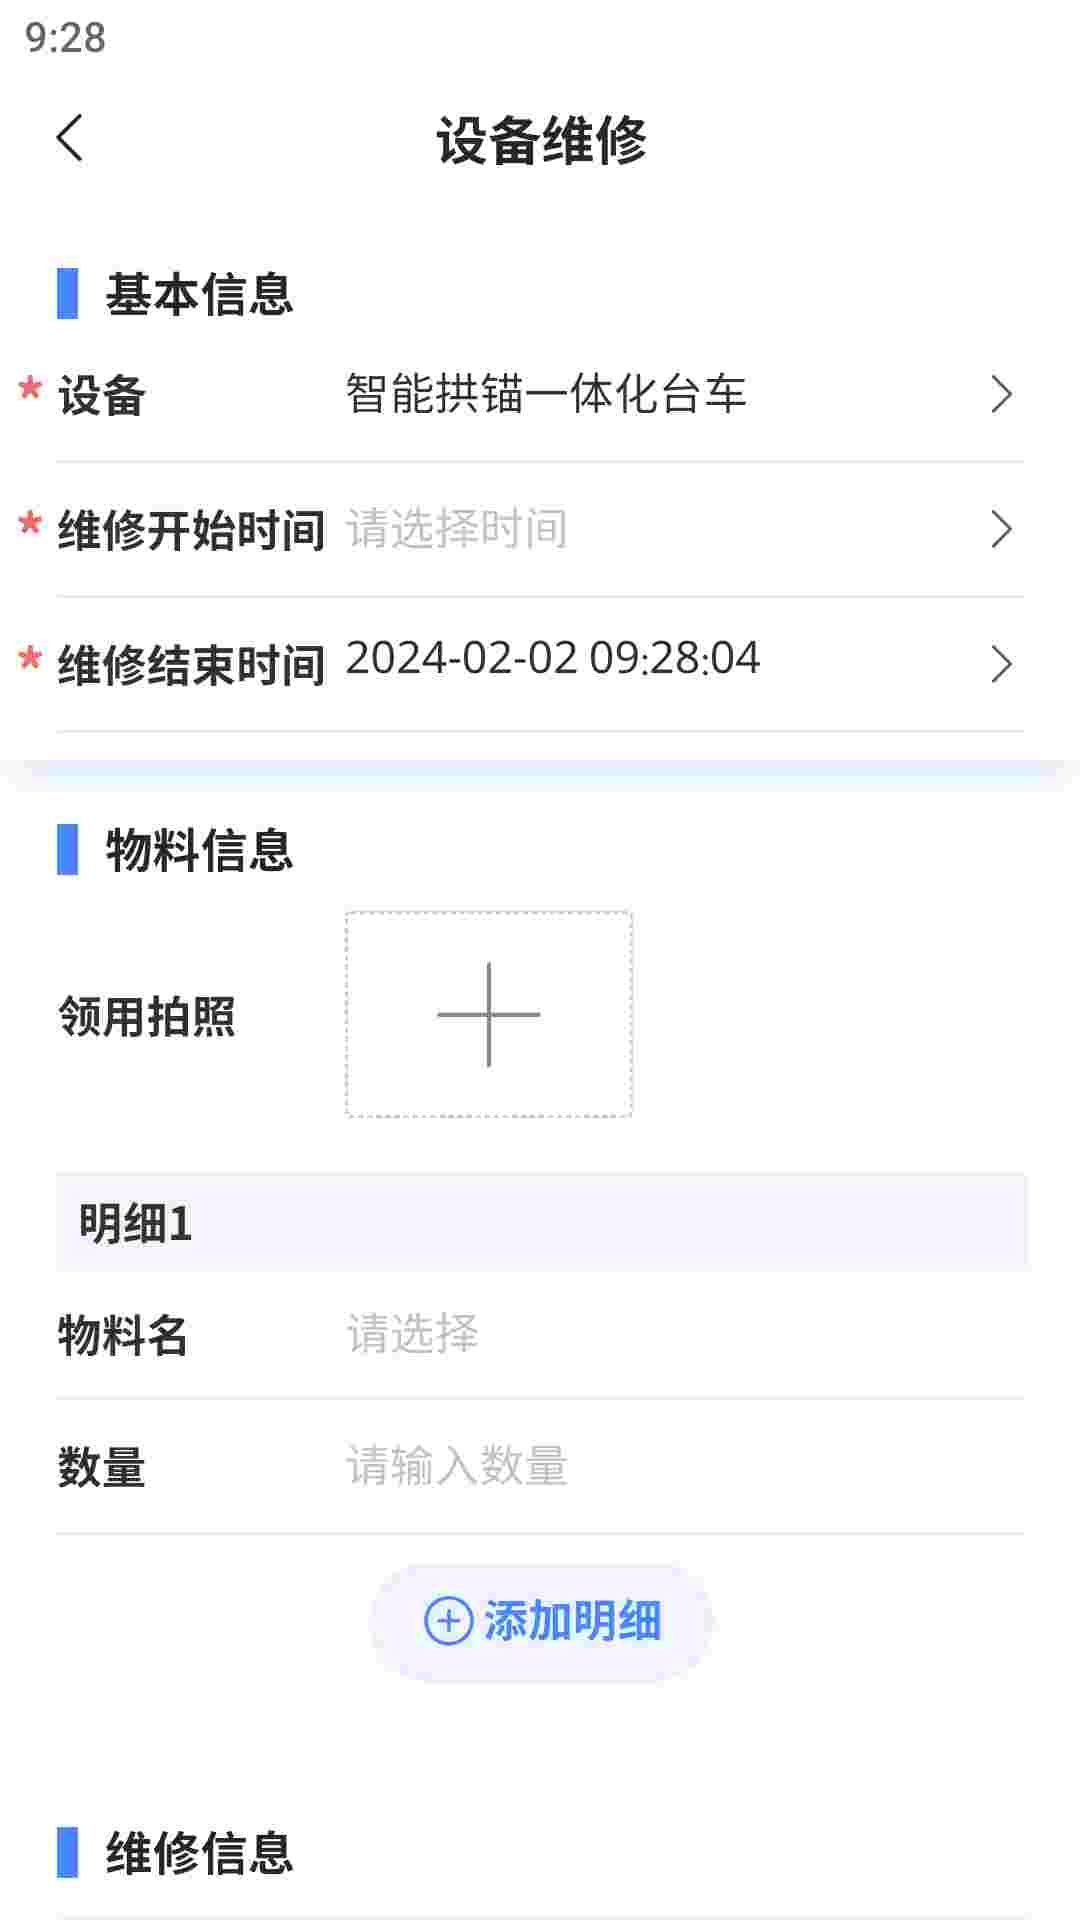 9:28
设备维修
基本信息
* 设备 智能拱锚一体化台车
* 维修开始时间 请选择时间
* 维修结束时间 2024-02-02 09:28:04
物料信息
领用拍照
明细1
物料名 请选择
数量 请输入数量
添加明细
维修信息